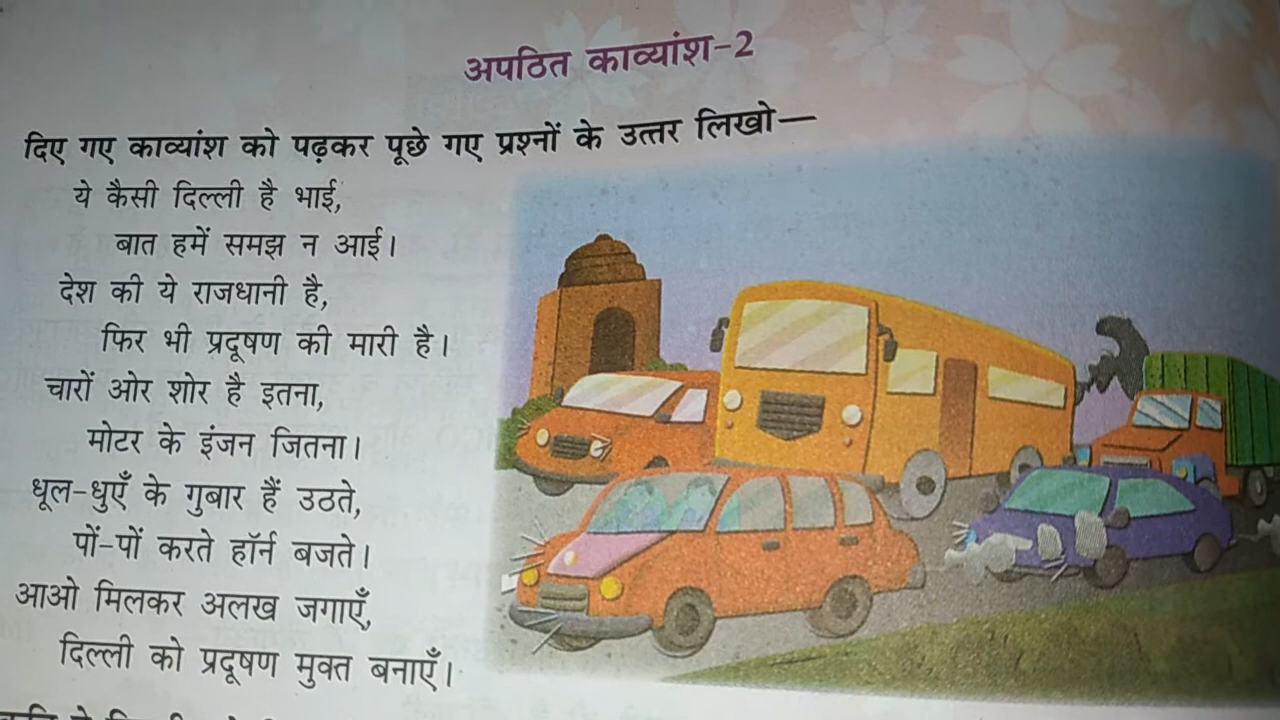 अपठित काव्यांश-2
दिए गए काव्यांश को पढ़कर पूछे गए प्रश्नों के उत्तर लिखो—
ये कैसी दिल्ली है भाई,
बात हमें समझ न आई।
देश की ये राजधानी है,
फिर भी प्रदूषण की मारी है।
चारों ओर शोर है इतना,
मोटर के इंजन जितना।
धूल-धुएँ के गुबार हैं उठते,
पों-पों करते हॉर्न बजते।
आओ मिलकर अलख जगाएँ,
दिल्ली को प्रदूषण मुक्त बनाएँ।